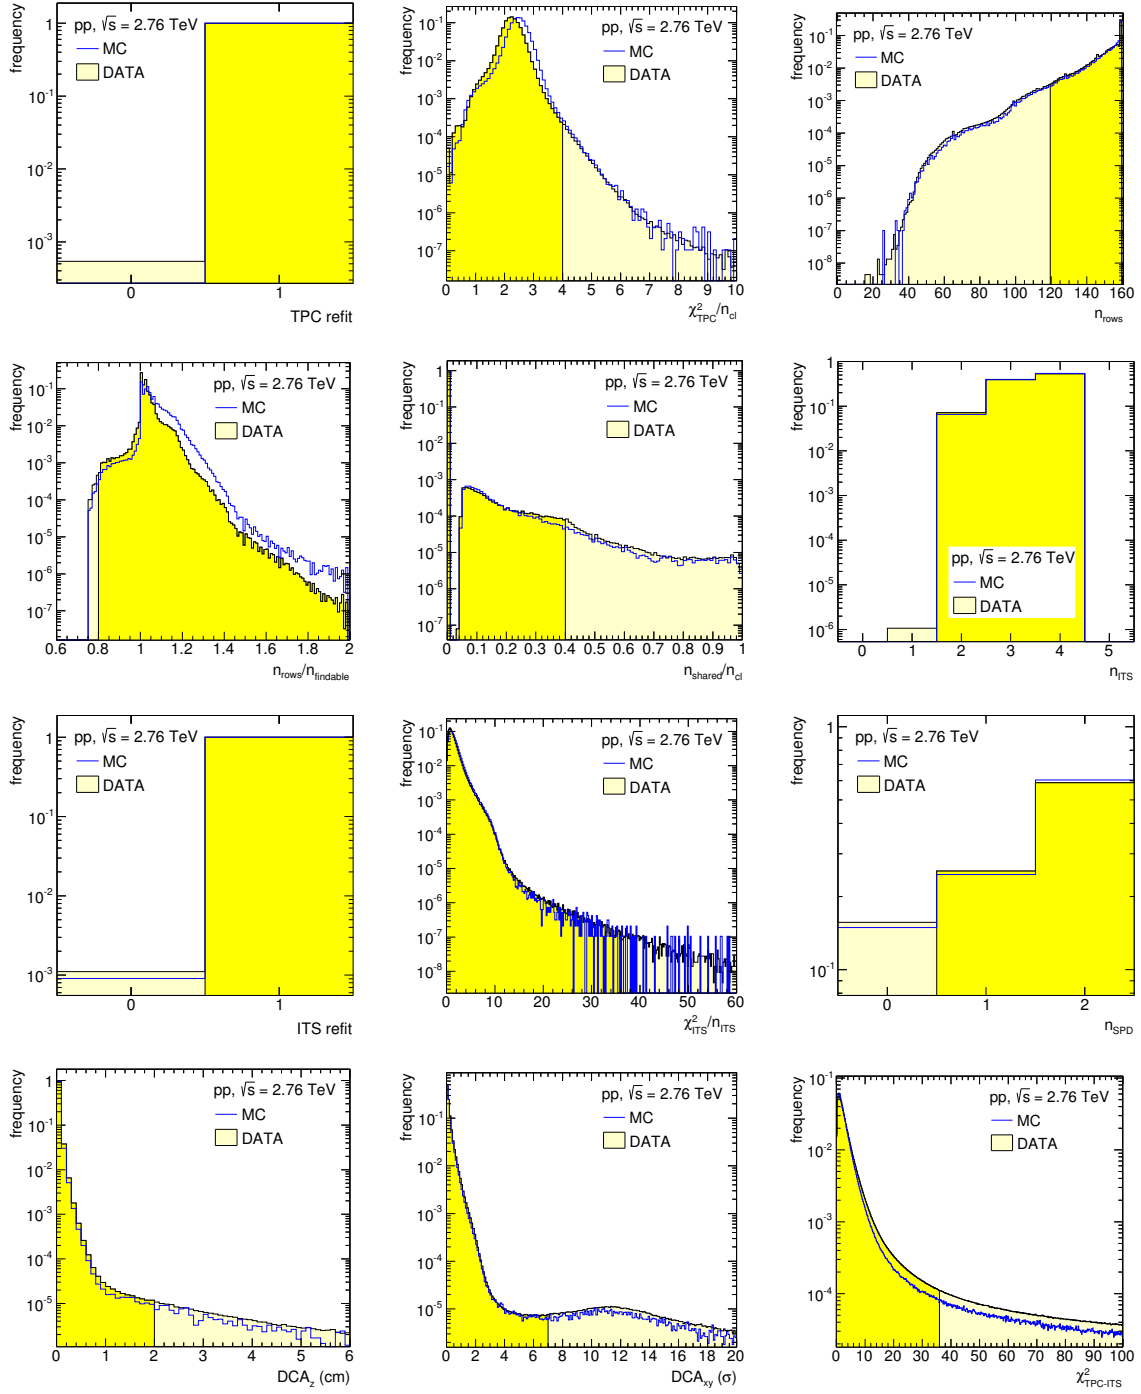 frequency
pp, √s = 2.76 TeV
MC
DATA
1
10⁻¹
10⁻²
10⁻³
0 1
TPC refit
frequency
pp, √s = 2.76 TeV
MC
DATA
10⁻¹
10⁻²
10⁻³
10⁻⁴
10⁻⁵
10⁻⁶
10⁻⁷
0 1 2 3 4 5 6 7 8 9 10
χ²TPC/ncl
frequency
pp, √s = 2.76 TeV
MC
DATA
10⁻¹
10⁻²
10⁻³
10⁻⁴
10⁻⁵
10⁻⁶
10⁻⁷
10⁻⁸
0 20 40 60 80 100 120 140 160
nrows
frequency
pp, √s = 2.76 TeV
MC
DATA
10⁻¹
10⁻²
10⁻³
10⁻⁴
10⁻⁵
10⁻⁶
10⁻⁷
0.6 0.8 1 1.2 1.4 1.6 1.8 2
nrows/nfindable
frequency
pp, √s = 2.76 TeV
MC
DATA
1
10⁻¹
10⁻²
10⁻³
10⁻⁴
10⁻⁵
10⁻⁶
10⁻⁷
0 0.1 0.2 0.3 0.4 0.5 0.6 0.7 0.8 0.9 1
nshared/ncl
frequency
1
10⁻¹
10⁻²
10⁻³
10⁻⁴
10⁻⁵
10⁻⁶
pp, √s = 2.76 TeV
MC
DATA
0 1 2 3 4 5
nITS
frequency
pp, √s = 2.76 TeV
MC
DATA
1
10⁻¹
10⁻²
10⁻³
0 1
ITS refit
frequency
pp, √s = 2.76 TeV
MC
DATA
10⁻¹
10⁻²
10⁻³
10⁻⁴
10⁻⁵
10⁻⁶
10⁻⁷
10⁻⁸
0 10 20 30 40 50 60
χ²ITS/nITS
frequency
pp, √s = 2.76 TeV
MC
DATA
1
10⁻¹
0 1 2
nSPD
frequency
pp, √s = 2.76 TeV
MC
DATA
1
10⁻¹
10⁻²
10⁻³
10⁻⁴
10⁻⁵
0 1 2 3 4 5 6
DCAz (cm)
frequency
pp, √s = 2.76 TeV
MC
DATA
10⁻¹
10⁻²
10⁻³
10⁻⁴
10⁻⁵
0 2 4 6 8 10 12 14 16 18 20
DCAxy (σ)
frequency
pp, √s = 2.76 TeV
MC
DATA
10⁻¹
10⁻²
10⁻³
10⁻⁴
0 10 20 30 40 50 60 70 80 90 100
χ²TPC-ITS